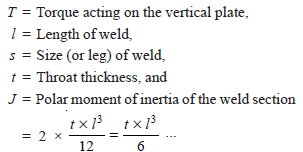 T = Torque acting on the vertical plate,
l = Length of weld,
s = Size (or leg) of weld,
t = Throat thickness, and
J = Polar moment of inertia of the weld section
= 2 × t × l³ / 12 = t × l³ / 6 ...